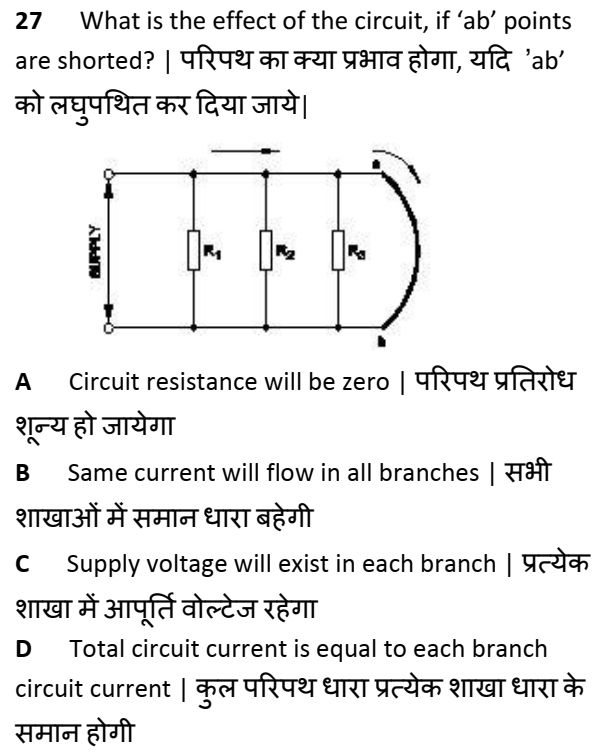 27 What is the effect of the circuit, if ‘ab’ points
are shorted? | परिपथ का क्या प्रभाव होगा, यदि ’ab’
को लघुपथित कर दिया जाये|
a
SUPPLY
R1
R2
R3
b
A Circuit resistance will be zero | परिपथ प्रतिरोध
शून्य हो जायेगा
B Same current will flow in all branches | सभी
शाखाओं में समान धारा बहेगी
C Supply voltage will exist in each branch | प्रत्येक
शाखा में आपूर्ति वोल्टेज रहेगा
D Total circuit current is equal to each branch
circuit current | कुल परिपथ धारा प्रत्येक शाखा धारा के
समान होगी